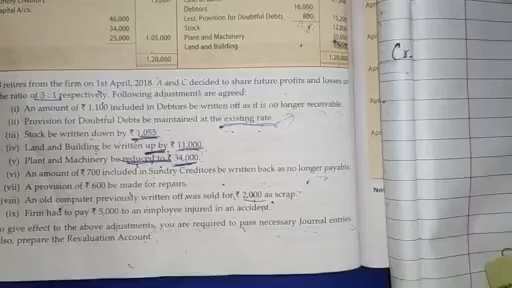 Capital A/cs:
46,000
34,000
25,000 1,05,000
1,20,000
Debtors 16,000
Less: Provision for Doubtful Debts 800 15,200
Stock
Plant and Machinery
Land and Building
1,20,000
Cr.
retires from the firm on 1st April, 2018. A and C decided to share future profits and losses in
the ratio of 3 : 1 respectively. Following adjustments are agreed:
(i) An amount of ₹ 1,100 included in Debtors be written off as it is no longer receivable.
(ii) Provision for Doubtful Debts be maintained at the existing rate.
(iii) Stock be written down by ₹ 1,055.
(iv) Land and Building be written up by ₹ 11,000.
(v) Plant and Machinery be reduced to ₹ 34,000.
(vi) An amount of ₹ 700 included in Sundry Creditors be written back as no longer payable.
(vii) A provision of ₹ 600 be made for repairs.
(viii) An old computer previously written off was sold for ₹ 2,000 as scrap.
(ix) Firm had to pay ₹ 5,000 to an employee injured in an accident.
To give effect to the above adjustments, you are required to pass necessary Journal entries.
Also, prepare the Revaluation Account.